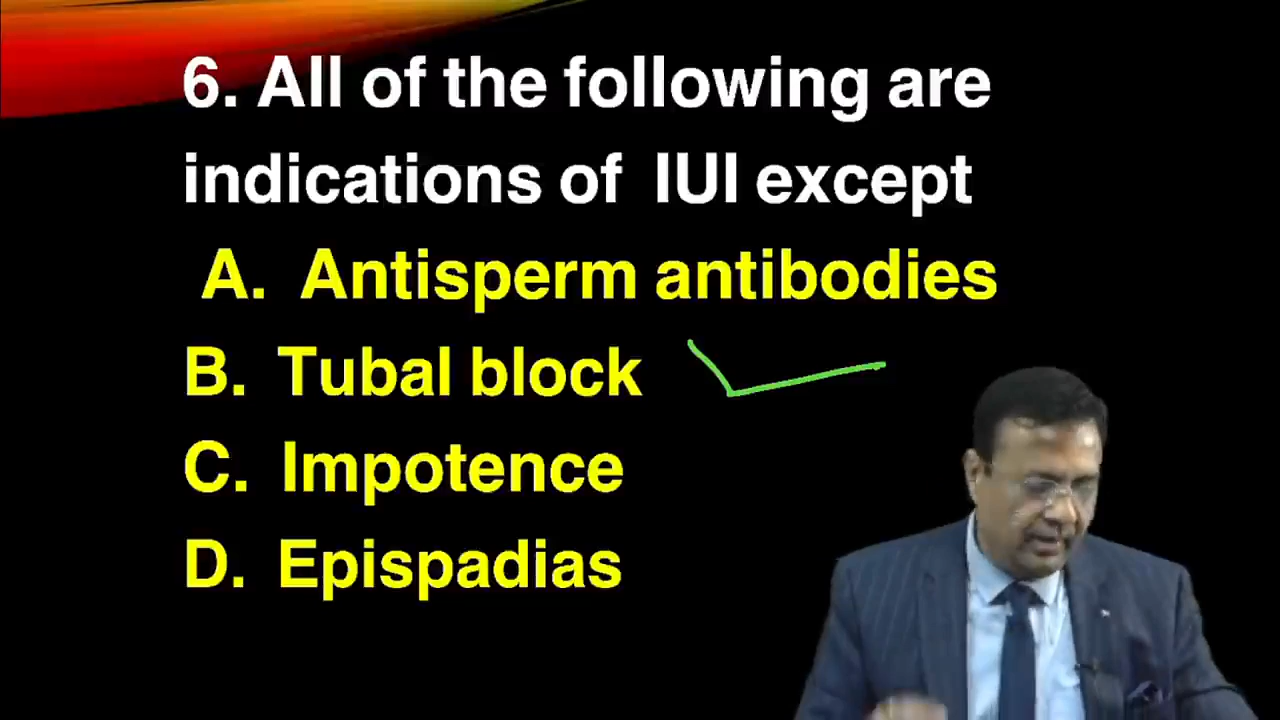 6. All of the following are
indications of IUI except
A. Antisperm antibodies
B. Tubal block
C. Impotence
D. Epispadias